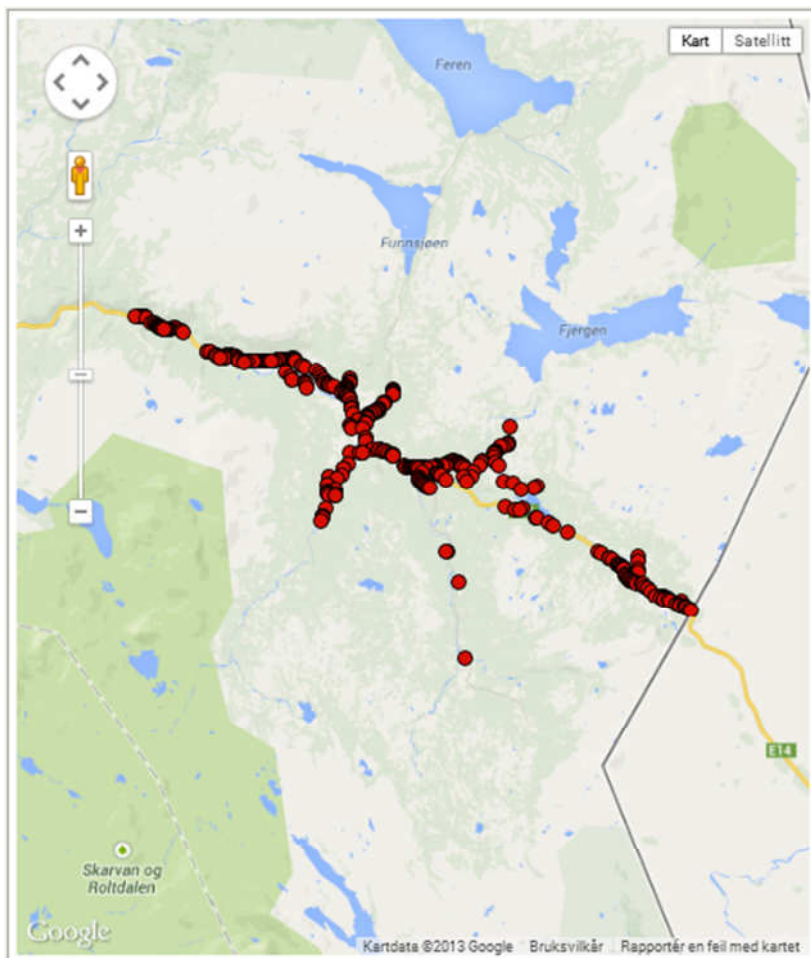 Kart
Satellitt
Feren
Funnsjøen
Fjergen
E14
Skarvan og
Roltdalen
Google
Kartdata ©2013 Google
Bruksvilkår
Rapportér en feil med kartet